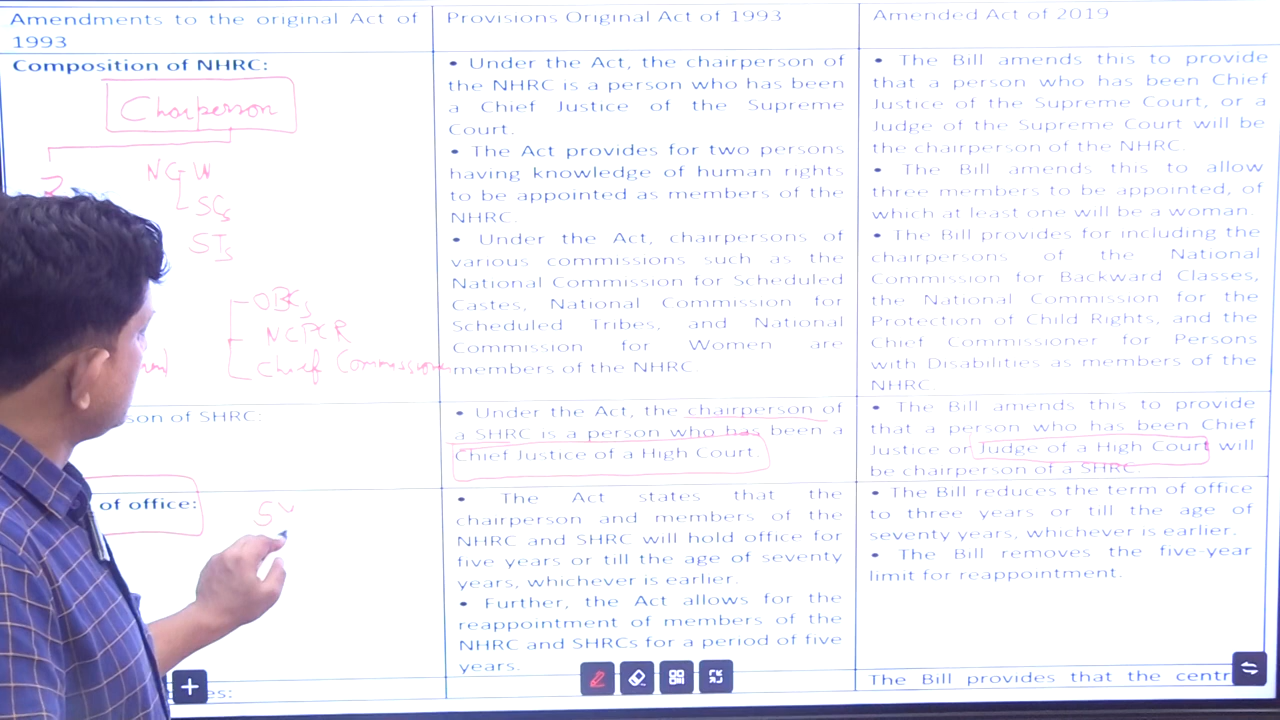 Amendments to the original Act of
1993
Provisions Original Act of 1993
Amended Act of 2019
Composition of NHRC:
Chairperson
2
NC W
SCs
STs
OBCs
NCPCR
Chief Commissioner
• Under the Act, the chairperson of
the NHRC is a person who has been
a Chief Justice of the Supreme
Court.
• The Act provides for two persons
having knowledge of human rights
to be appointed as members of the
NHRC.
• Under the Act, chairpersons of
various commissions such as the
National Commission for Scheduled
Castes, National Commission for
Scheduled Tribes, and National
Commission for Women are
members of the NHRC.
• The Bill amends this to provide
that a person who has been Chief
Justice of the Supreme Court, or a
Judge of the Supreme Court will be
the chairperson of the NHRC.
• The Bill amends this to allow
three members to be appointed, of
which at least one will be a woman.
• The Bill provides for including the
chairpersons of the National
Commission for Backward Classes,
the National Commission for the
Protection of Child Rights, and the
Chief Commissioner for Persons
with Disabilities as members of the
NHRC.
son of SHRC:
• Under the Act, the chairperson of
a SHRC is a person who has been a
Chief Justice of a High Court.
• The Bill amends this to provide
that a person who has been Chief
Justice or Judge of a High Court will
be chairperson of a SHRC.
of office:
5 y
• The Act states that the
chairperson and members of the
NHRC and SHRC will hold office for
five years or till the age of seventy
years, whichever is earlier.
• Further, the Act allows for the
reappointment of members of the
NHRC and SHRCs for a period of five
years.
• The Bill reduces the term of office
to three years or till the age of
seventy years, whichever is earlier.
• The Bill removes the five-year
limit for reappointment.
es:
The Bill provides that the centr